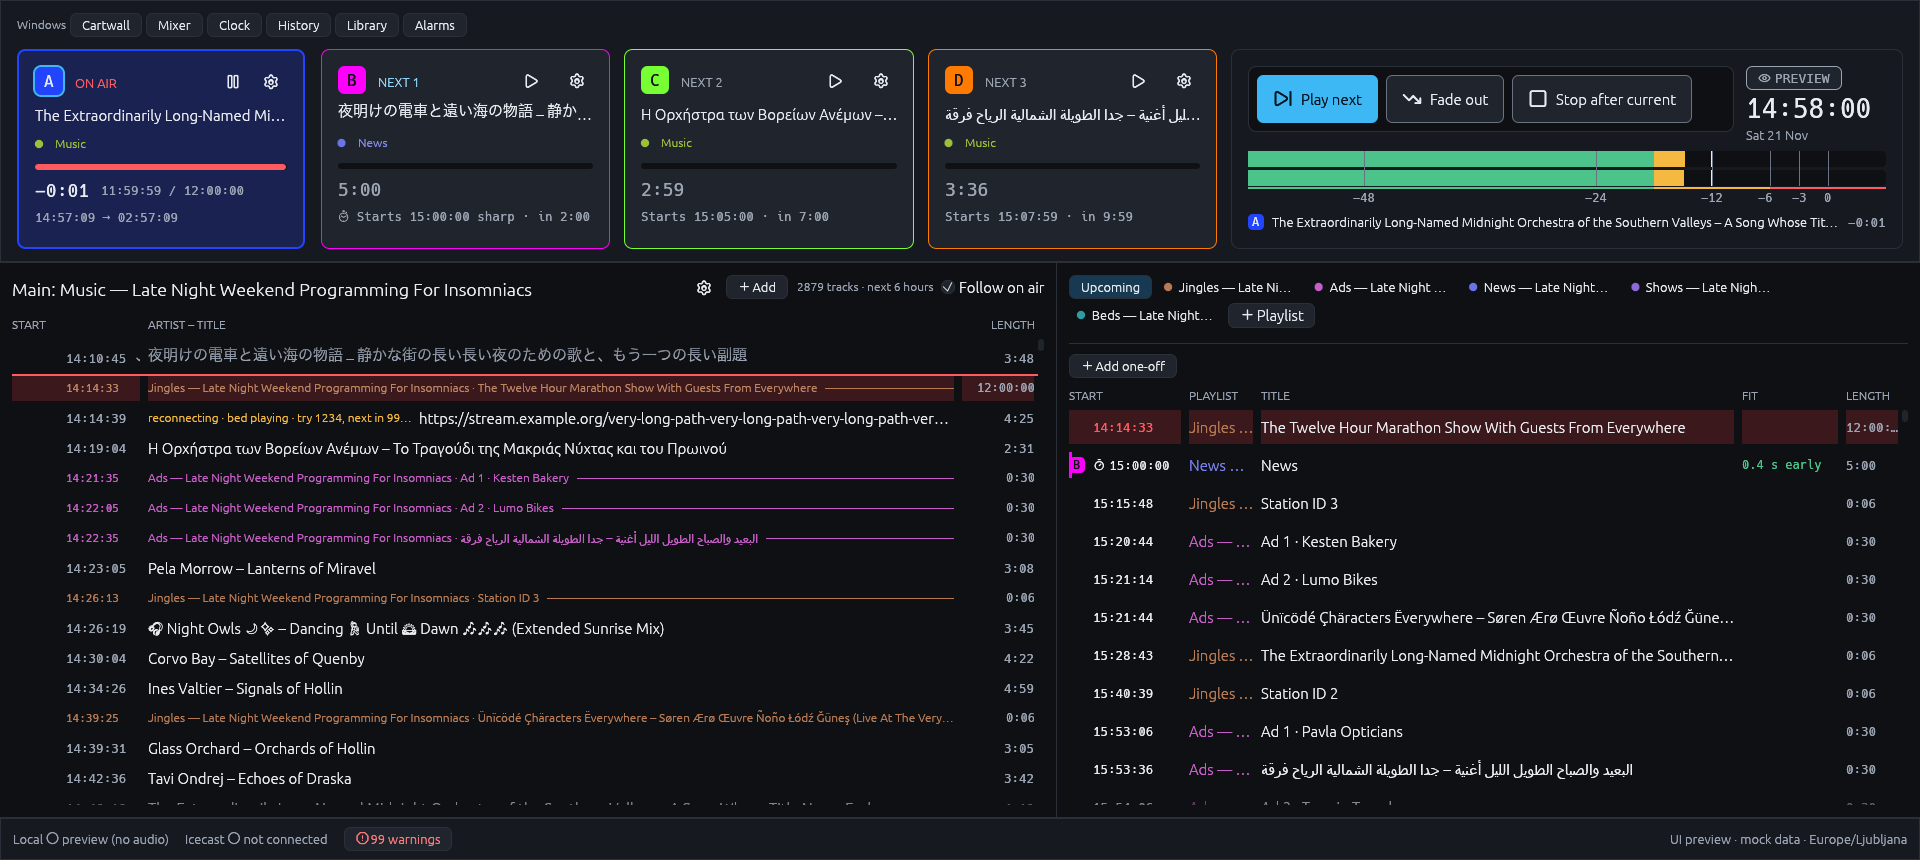 Windows Cartwall Mixer Clock History Library Alarms
A ON AIR
The Extraordinarily Long-Named Mi…
Music
−0:01 11:59:59 / 12:00:00
14:57:09 → 02:57:09
B NEXT 1
夜明けの電車と遠い海の物語 – 静か…
News
5:00
Starts 15:00:00 sharp · in 2:00
C NEXT 2
Η Ορχήστρα των Βορείων Ανέμων –…
Music
2:59
Starts 15:05:00 · in 7:00
D NEXT 3
فرقة الرياح الشمالية الطويلة جدا – أغنية الليل…
Music
3:36
Starts 15:07:59 · in 9:59
Play next Fade out Stop after current
PREVIEW
14:58:00
Sat 21 Nov
−48 −24 −12 −6 −3 0
A The Extraordinarily Long-Named Midnight Orchestra of the Southern Valleys – A Song Whose Tit… −0:01
Main: Music — Late Night Weekend Programming For Insomniacs
+ Add 2879 tracks · next 6 hours Follow on air
START ARTIST – TITLE LENGTH
14:10:45 夜明けの電車と遠い海の物語 – 静かな街の長い長い夜のための歌と、もう一つの長い副題 3:48
14:14:33 Jingles — Late Night Weekend Programming For Insomniacs · The Twelve Hour Marathon Show With Guests From Everywhere 12:00:00
14:14:39 reconnecting · bed playing · try 1234, next in 99… https://stream.example.org/very-long-path-very-long-path-very-long-path-ver… 4:25
14:19:04 Η Ορχήστρα των Βορείων Ανέμων – Το Τραγούδι της Μακριάς Νύχτας και του Πρωινού 2:31
14:21:35 Ads — Late Night Weekend Programming For Insomniacs · Ad 1 · Kesten Bakery 0:30
14:22:05 Ads — Late Night Weekend Programming For Insomniacs · Ad 2 · Lumo Bikes 0:30
14:22:35 Ads — Late Night Weekend Programming For Insomniacs · فرقة الرياح الشمالية الطويلة جدا – أغنية الليل الطويل والصباح البعيد 0:30
14:23:05 Pela Morrow – Lanterns of Miravel 3:08
14:26:13 Jingles — Late Night Weekend Programming For Insomniacs · Station ID 3 0:06
14:26:19 🎧 Night Owls 🌙✨ – Dancing 💃 Until 🌅 Dawn 🎶🎶🎶 (Extended Sunrise Mix) 3:45
14:30:04 Corvo Bay – Satellites of Quenby 4:22
14:34:26 Ines Valtier – Signals of Hollin 4:59
14:39:25 Jingles — Late Night Weekend Programming For Insomniacs · Ünïcödé Çhäracters Ëverywhere – Søren Ærø Œuvre Ñoño Łódź Ğüneş (Live At The Very… 0:06
14:39:31 Glass Orchard – Orchards of Hollin 3:05
14:42:36 Tavi Ondrej – Echoes of Draska 3:42
Upcoming Jingles — Late Ni… Ads — Late Night … News — Late Night… Shows — Late Nigh…
Beds — Late Night… + Playlist
+ Add one-off
START PLAYLIST TITLE FIT LENGTH
14:14:33 Jingles … The Twelve Hour Marathon Show With Guests From Everywhere 12:00:…
B 15:00:00 News … News 0.4 s early 5:00
15:15:48 Jingles … Station ID 3 0:06
15:20:44 Ads — … Ad 1 · Kesten Bakery 0:30
15:21:14 Ads — … Ad 2 · Lumo Bikes 0:30
15:21:44 Ads — … Ünïcödé Çhäracters Ëverywhere – Søren Ærø Œuvre Ñoño Łódź Ğüne… 0:30
15:28:43 Jingles … The Extraordinarily Long-Named Midnight Orchestra of the Southern… 0:06
15:40:39 Jingles … Station ID 2 0:06
15:53:06 Ads — … Ad 1 · Pavla Opticians 0:30
15:53:36 Ads — … فرقة الرياح الشمالية الطويلة جدا – أغنية الليل الطويل والصباح البعيد 0:30
Local preview (no audio) Icecast not connected 99 warnings
UI preview · mock data · Europe/Ljubljana